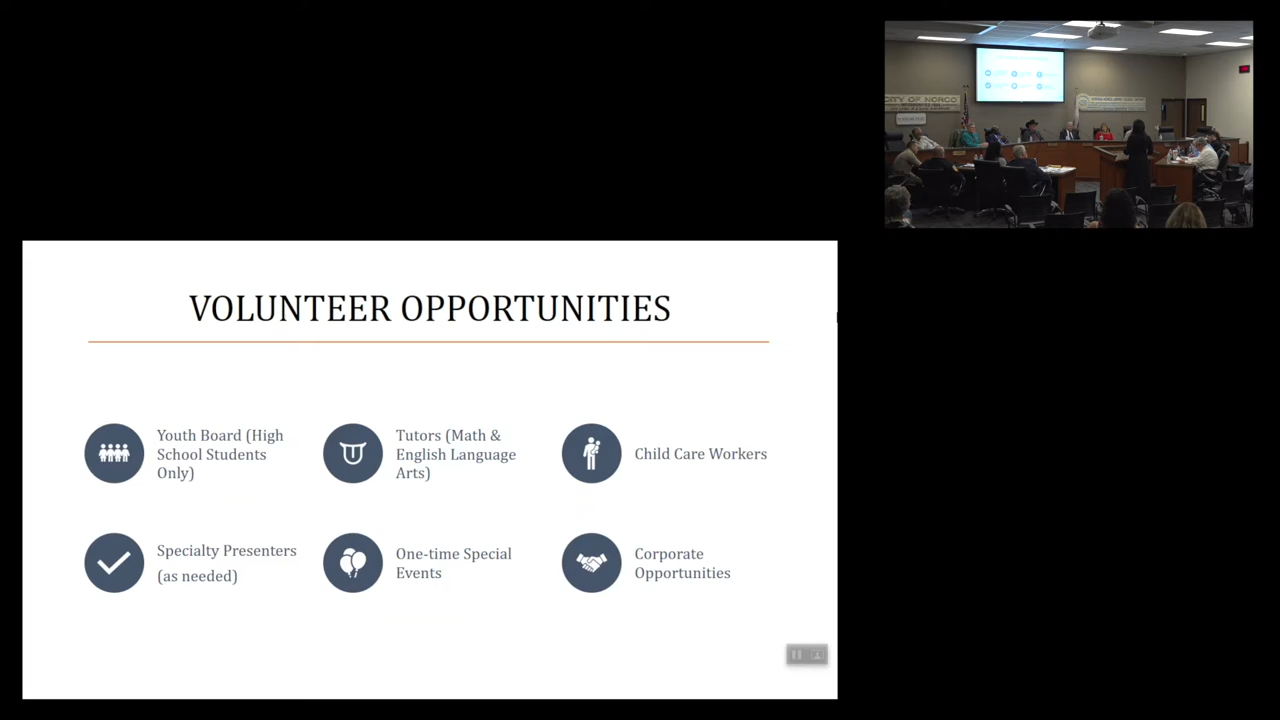 CITY OF NORCO
VOLUNTEER OPPORTUNITIES
Youth Board (High
School Students
Only)
Tutors (Math &
English Language
Arts)
Child Care Workers
Specialty Presenters
(as needed)
One-time Special
Events
Corporate
Opportunities